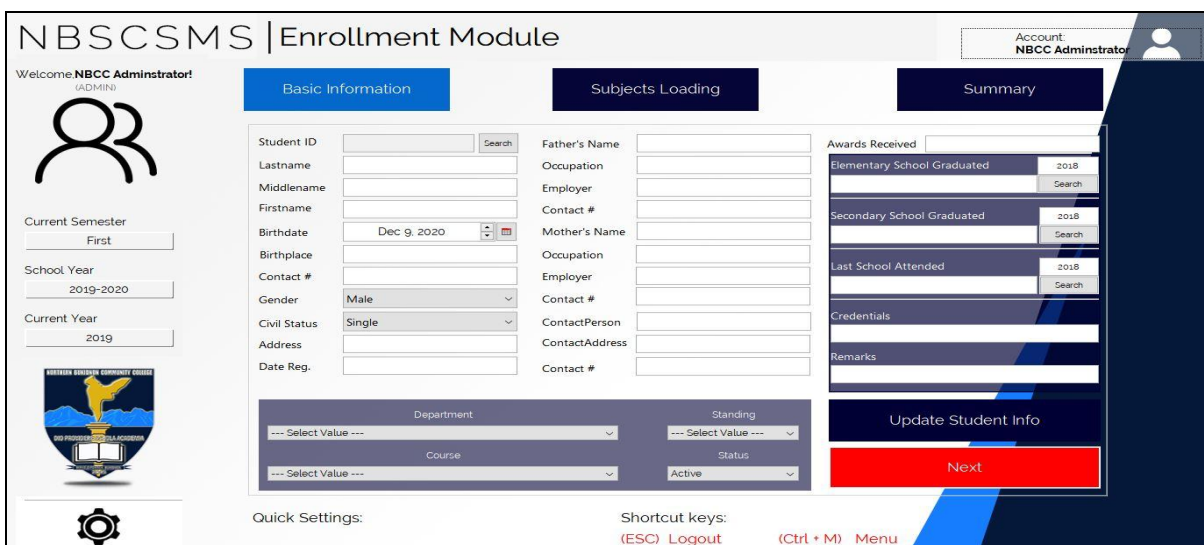 NBSCSMS | Enrollment Module
Account:
NBCC Adminstrator
Welcome,NBCC Adminstrator!
(ADMIN)
Current Semester
First
School Year
2019-2020
Current Year
2019
NORTHERN BUKIDNON COMMUNITY COLLEGE
Basic Information
Subjects Loading
Summary
Student ID
Search
Lastname
Middlename
Firstname
Birthdate
Dec 9, 2020
Birthplace
Contact #
Gender
Male
Civil Status
Single
Address
Date Reg.
Father's Name
Occupation
Employer
Contact #
Mother's Name
Occupation
Employer
Contact #
ContactPerson
ContactAddress
Contact #
Awards Received
Elementary School Graduated
2018
Search
Secondary School Graduated
2018
Search
Last School Attended
2018
Search
Credentials
Remarks
Department
--- Select Value ---
Standing
--- Select Value ---
Course
--- Select Value ---
Status
Active
Update Student Info
Next
Quick Settings:
Shortcut keys:
(ESC) Logout
(Ctrl + M) Menu